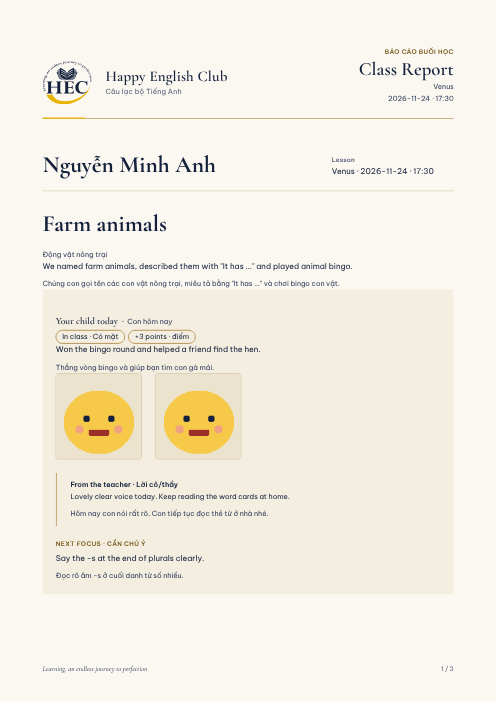 BÁO CÁO BUỔI HỌC
Class Report
Venus
2026-11-24 · 17:30
HEC
Happy English Club
Câu lạc bộ Tiếng Anh
Nguyễn Minh Anh
Lesson
Venus · 2026-11-24 · 17:30
Farm animals
Động vật nông trại
We named farm animals, described them with "It has ..." and played animal bingo.
Chúng con gọi tên các con vật nông trại, miêu tả bằng "It has ..." và chơi bingo con vật.
Your child today · Con hôm nay
In class · Có mặt
+3 points · điểm
Won the bingo round and helped a friend find the hen.
Thắng vòng bingo và giúp bạn tìm con gà mái.
From the teacher · Lời cô/thầy
Lovely clear voice today. Keep reading the word cards at home.
Hôm nay con nói rất rõ. Con tiếp tục đọc thẻ từ ở nhà nhé.
NEXT FOCUS · CẦN CHÚ Ý
Say the -s at the end of plurals clearly.
Đọc rõ âm -s ở cuối danh từ số nhiều.
Learning, an endless journey to perfection
1 / 3